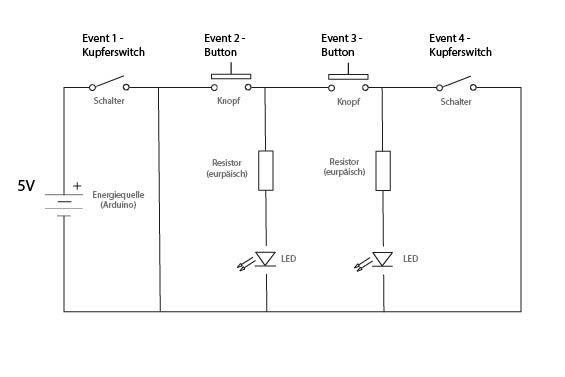 Event 1 -
Kupferswitch
Event 2 -
Button
Event 3 -
Button
Event 4 -
Kupferswitch
Schalter
Knopf
Knopf
Schalter
Resistor
(eurpäisch)
Resistor
(eurpäisch)
5V
+
Energiequelle
(Arduino)
LED
LED